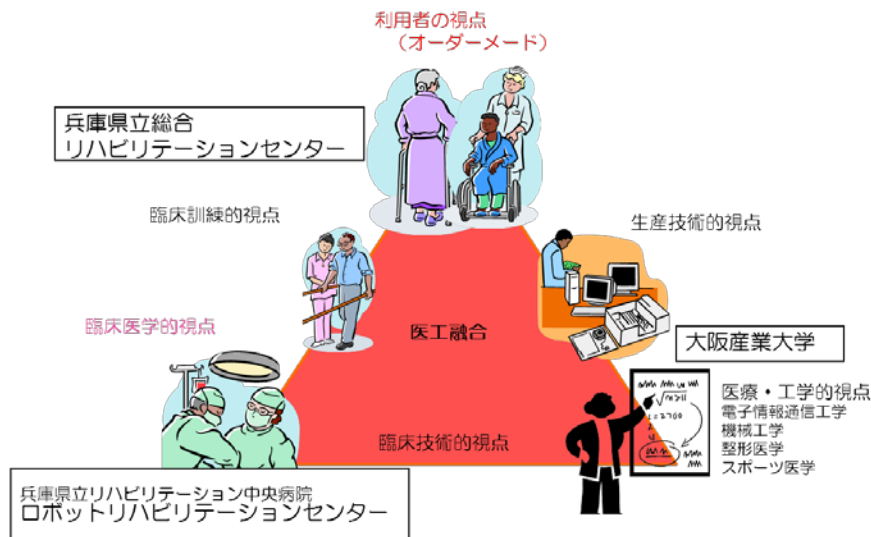 利用者の視点
（オーダーメード）
兵庫県立総合
リハビリテーションセンター
臨床訓練的視点
生産技術的視点
臨床医学的視点
医工融合
大阪産業大学
医療・工学的視点
電子情報通信工学
機械工学
整形医学
スポーツ医学
臨床技術的視点
兵庫県立リハビリテーション中央病院
ロボットリハビリテーションセンター